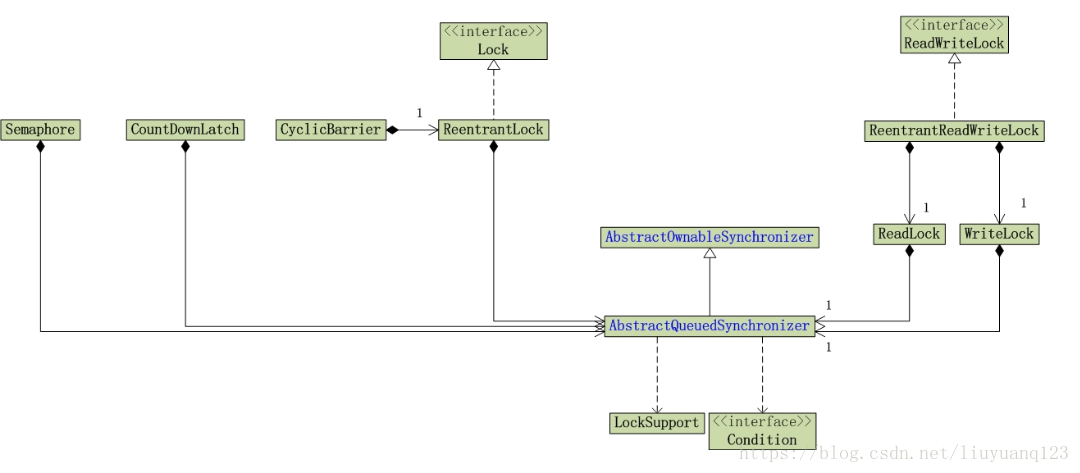 <<interface>>
Lock
<<interface>>
ReadWriteLock
Semaphore
CountDownLatch
CyclicBarrier
1
ReentrantLock
ReentrantReadWriteLock
1
1
ReadLock
WriteLock
AbstractOwnableSynchronizer
1
AbstractQueuedSynchronizer
1
LockSupport
<<interface>>
Condition
https://blog.csdn.net/liuyuanq123